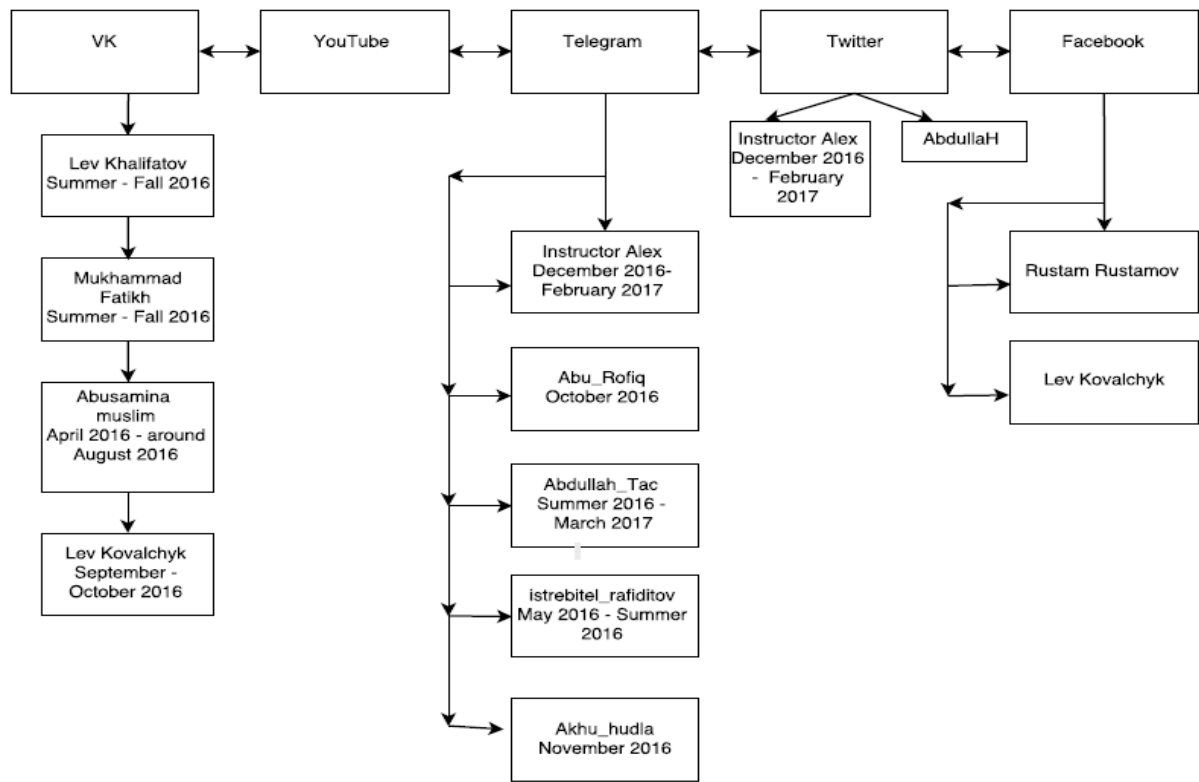 VK
YouTube
Telegram
Twitter
Facebook
Lev Khalifatov
Summer - Fall 2016
Mukhammad
Fatikh
Summer - Fall 2016
Abusamina
muslim
April 2016 - around
August 2016
Lev Kovalchyk
September -
October 2016
Instructor Alex
December 2016-
February 2017
Abu_Rofiq
October 2016
Abdullah_Tac
Summer 2016 -
March 2017
istrebitel_rafiditov
May 2016 - Summer
2016
Akhu_hudla
November 2016
Instructor Alex
December 2016
- February
2017
AbdullaH
Rustam Rustamov
Lev Kovalchyk